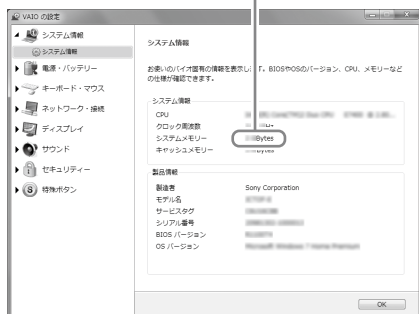 VAIO の設定
システム情報
システム情報
電源・バッテリー
キーボード・マウス
ネットワーク・接続
ディスプレイ
サウンド
セキュリティー
特殊ボタン
システム情報
お使いのバイオ固有の情報を表示し す。BIOSやOSのバージョン、CPU、メモリーなど
の仕様が確認できます。
システム情報
CPU
クロック周波数 Hz
システムメモリー Bytes
キャッシュメモリー Bytes
製品情報
製造者 Sony Corporation
モデル名
サービスタグ
シリアル番号
BIOS バージョン
OS バージョン
OK